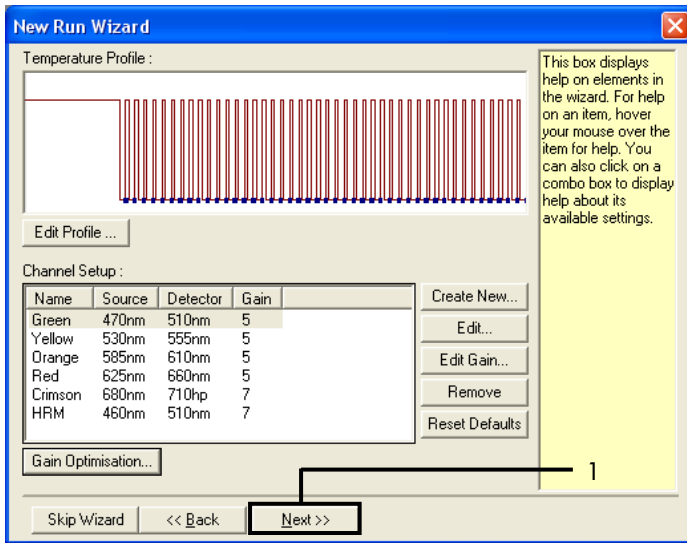 New Run Wizard
Temperature Profile :
This box displays
help on elements in
the wizard. For help
on an item, hover
your mouse over the
item for help. You
can also click on a
combo box to display
help about its
available settings.
Edit Profile ...
Channel Setup :
Name Source Detector Gain
Green 470nm 510nm 5
Yellow 530nm 555nm 5
Orange 585nm 610nm 5
Red 625nm 660nm 5
Crimson 680nm 710hp 7
HRM 460nm 510nm 7
Create New...
Edit...
Edit Gain...
Remove
Reset Defaults
Gain Optimisation...
1
Skip Wizard << Back Next >>